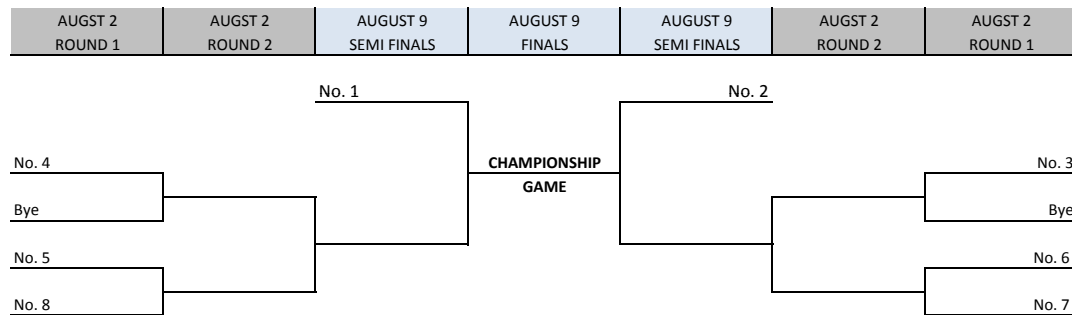 AUGST 2 AUGST 2 AUGUST 9 AUGUST 9 AUGUST 9 AUGST 2 AUGST 2
ROUND 1 ROUND 2 SEMI FINALS FINALS SEMI FINALS ROUND 2 ROUND 1
No. 1 No. 2
No. 4 CHAMPIONSHIP No. 3
GAME
Bye Bye
No. 5 No. 6
No. 8 No. 7